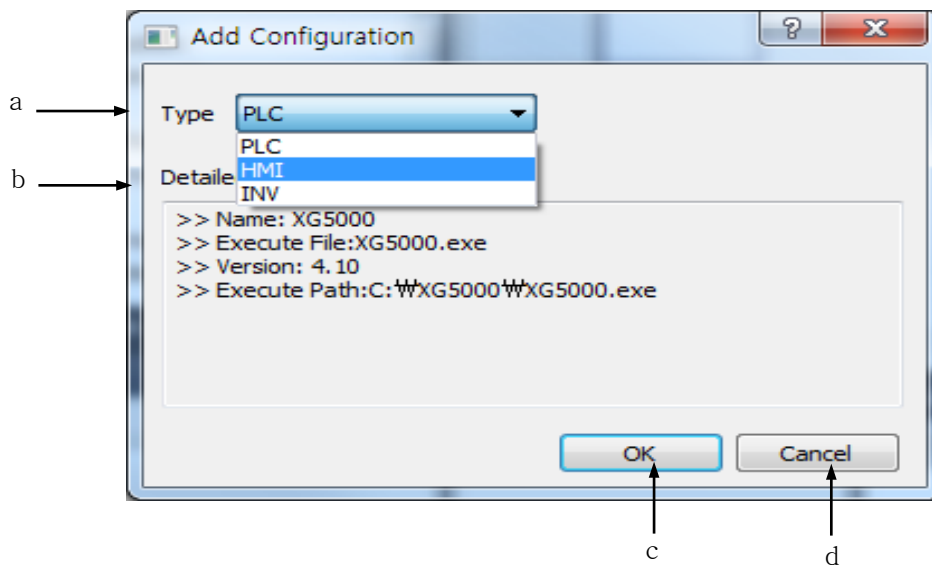 Add Configuration
?
X
a
Type PLC
PLC
b
Detaile HMI
INV
>> Name: XG5000
>> Execute File:XG5000.exe
>> Version: 4.10
>> Execute Path:C:₩XG5000₩XG5000.exe
OK Cancel
c
d